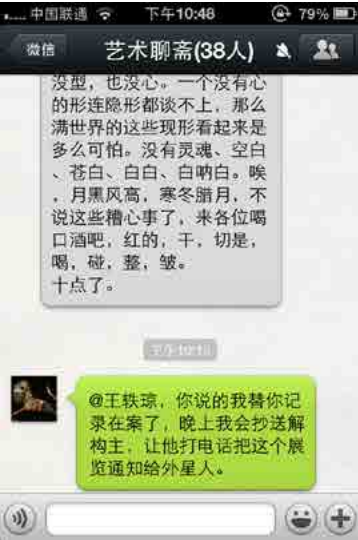 中国联通 下午10:48 79%
微信 艺术聊斋(38人)
没型，也没心。一个没有心
的形连隐形都谈不上，那么
满世界的这些现形看起来是
多么可怕。没有灵魂、空白
、苍白、白白、白呐白。唉
，月黑风高，寒冬腊月，不
说这些糟心事了，来各位喝
口酒吧，红的，干，切是，
喝，碰，整，皱。
十点了。
@王轶琼，你说的我替你记
录在案了，晚上我会抄送解
构主，让他打电话把这个展
览通知给外星人。